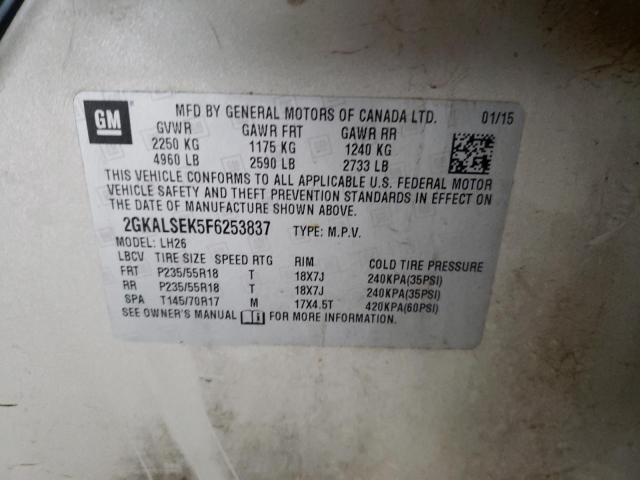 GM
MFD BY GENERAL MOTORS OF CANADA LTD. 01/15
GVWR GAWR FRT GAWR RR
2250 KG 1175 KG 1240 KG
4960 LB 2590 LB 2733 LB
THIS VEHICLE CONFORMS TO ALL APPLICABLE U.S. FEDERAL MOTOR
VEHICLE SAFETY AND THEFT PREVENTION STANDARDS IN EFFECT ON
THE DATE OF MANUFACTURE SHOWN ABOVE.
2GKALSEK5F6253837 TYPE: M.P.V.
MODEL: LH26
LBCV TIRE SIZE SPEED RTG RIM COLD TIRE PRESSURE
FRT P235/55R18 T 18X7J 240KPA(35PSI)
RR P235/55R18 T 18X7J 240KPA(35PSI)
SPA T145/70R17 M 17X4.5T 420KPA(60PSI)
SEE OWNER'S MANUAL FOR MORE INFORMATION.